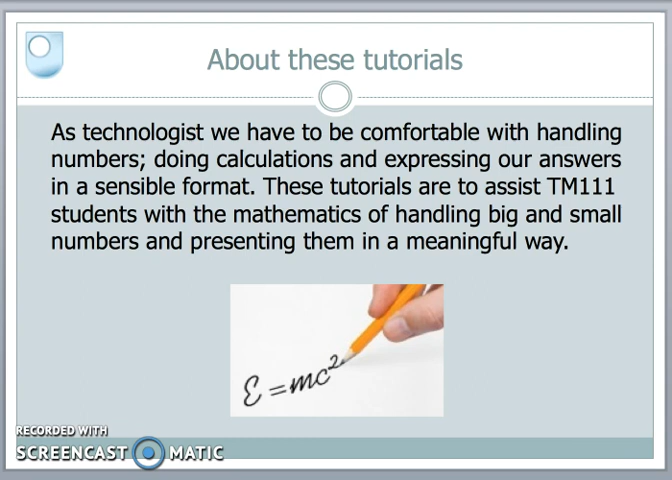 About these tutorials
As technologist we have to be comfortable with handling
numbers; doing calculations and expressing our answers
in a sensible format. These tutorials are to assist TM111
students with the mathematics of handling big and small
numbers and presenting them in a meaningful way.
E = mc²
RECORDED WITH
SCREENCAST MATIC